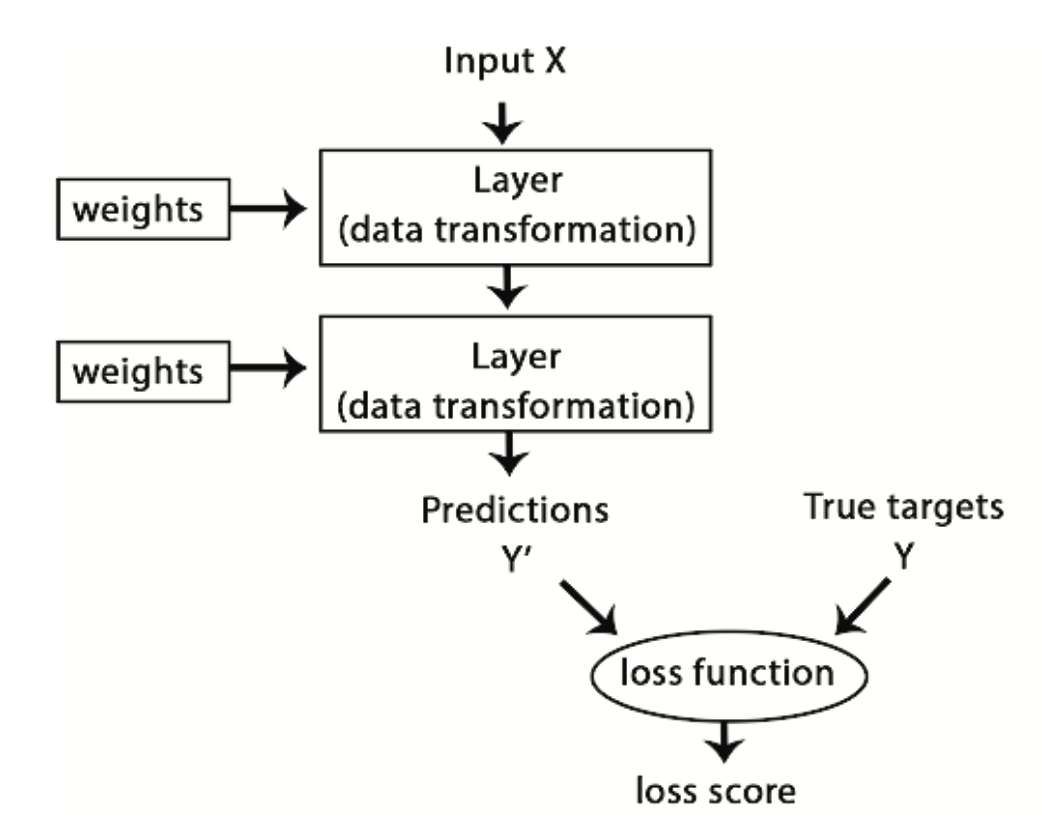 Input X
Layer
(data transformation)
weights
Layer
(data transformation)
weights
Predictions
Y'
True targets
Y
loss function
loss score